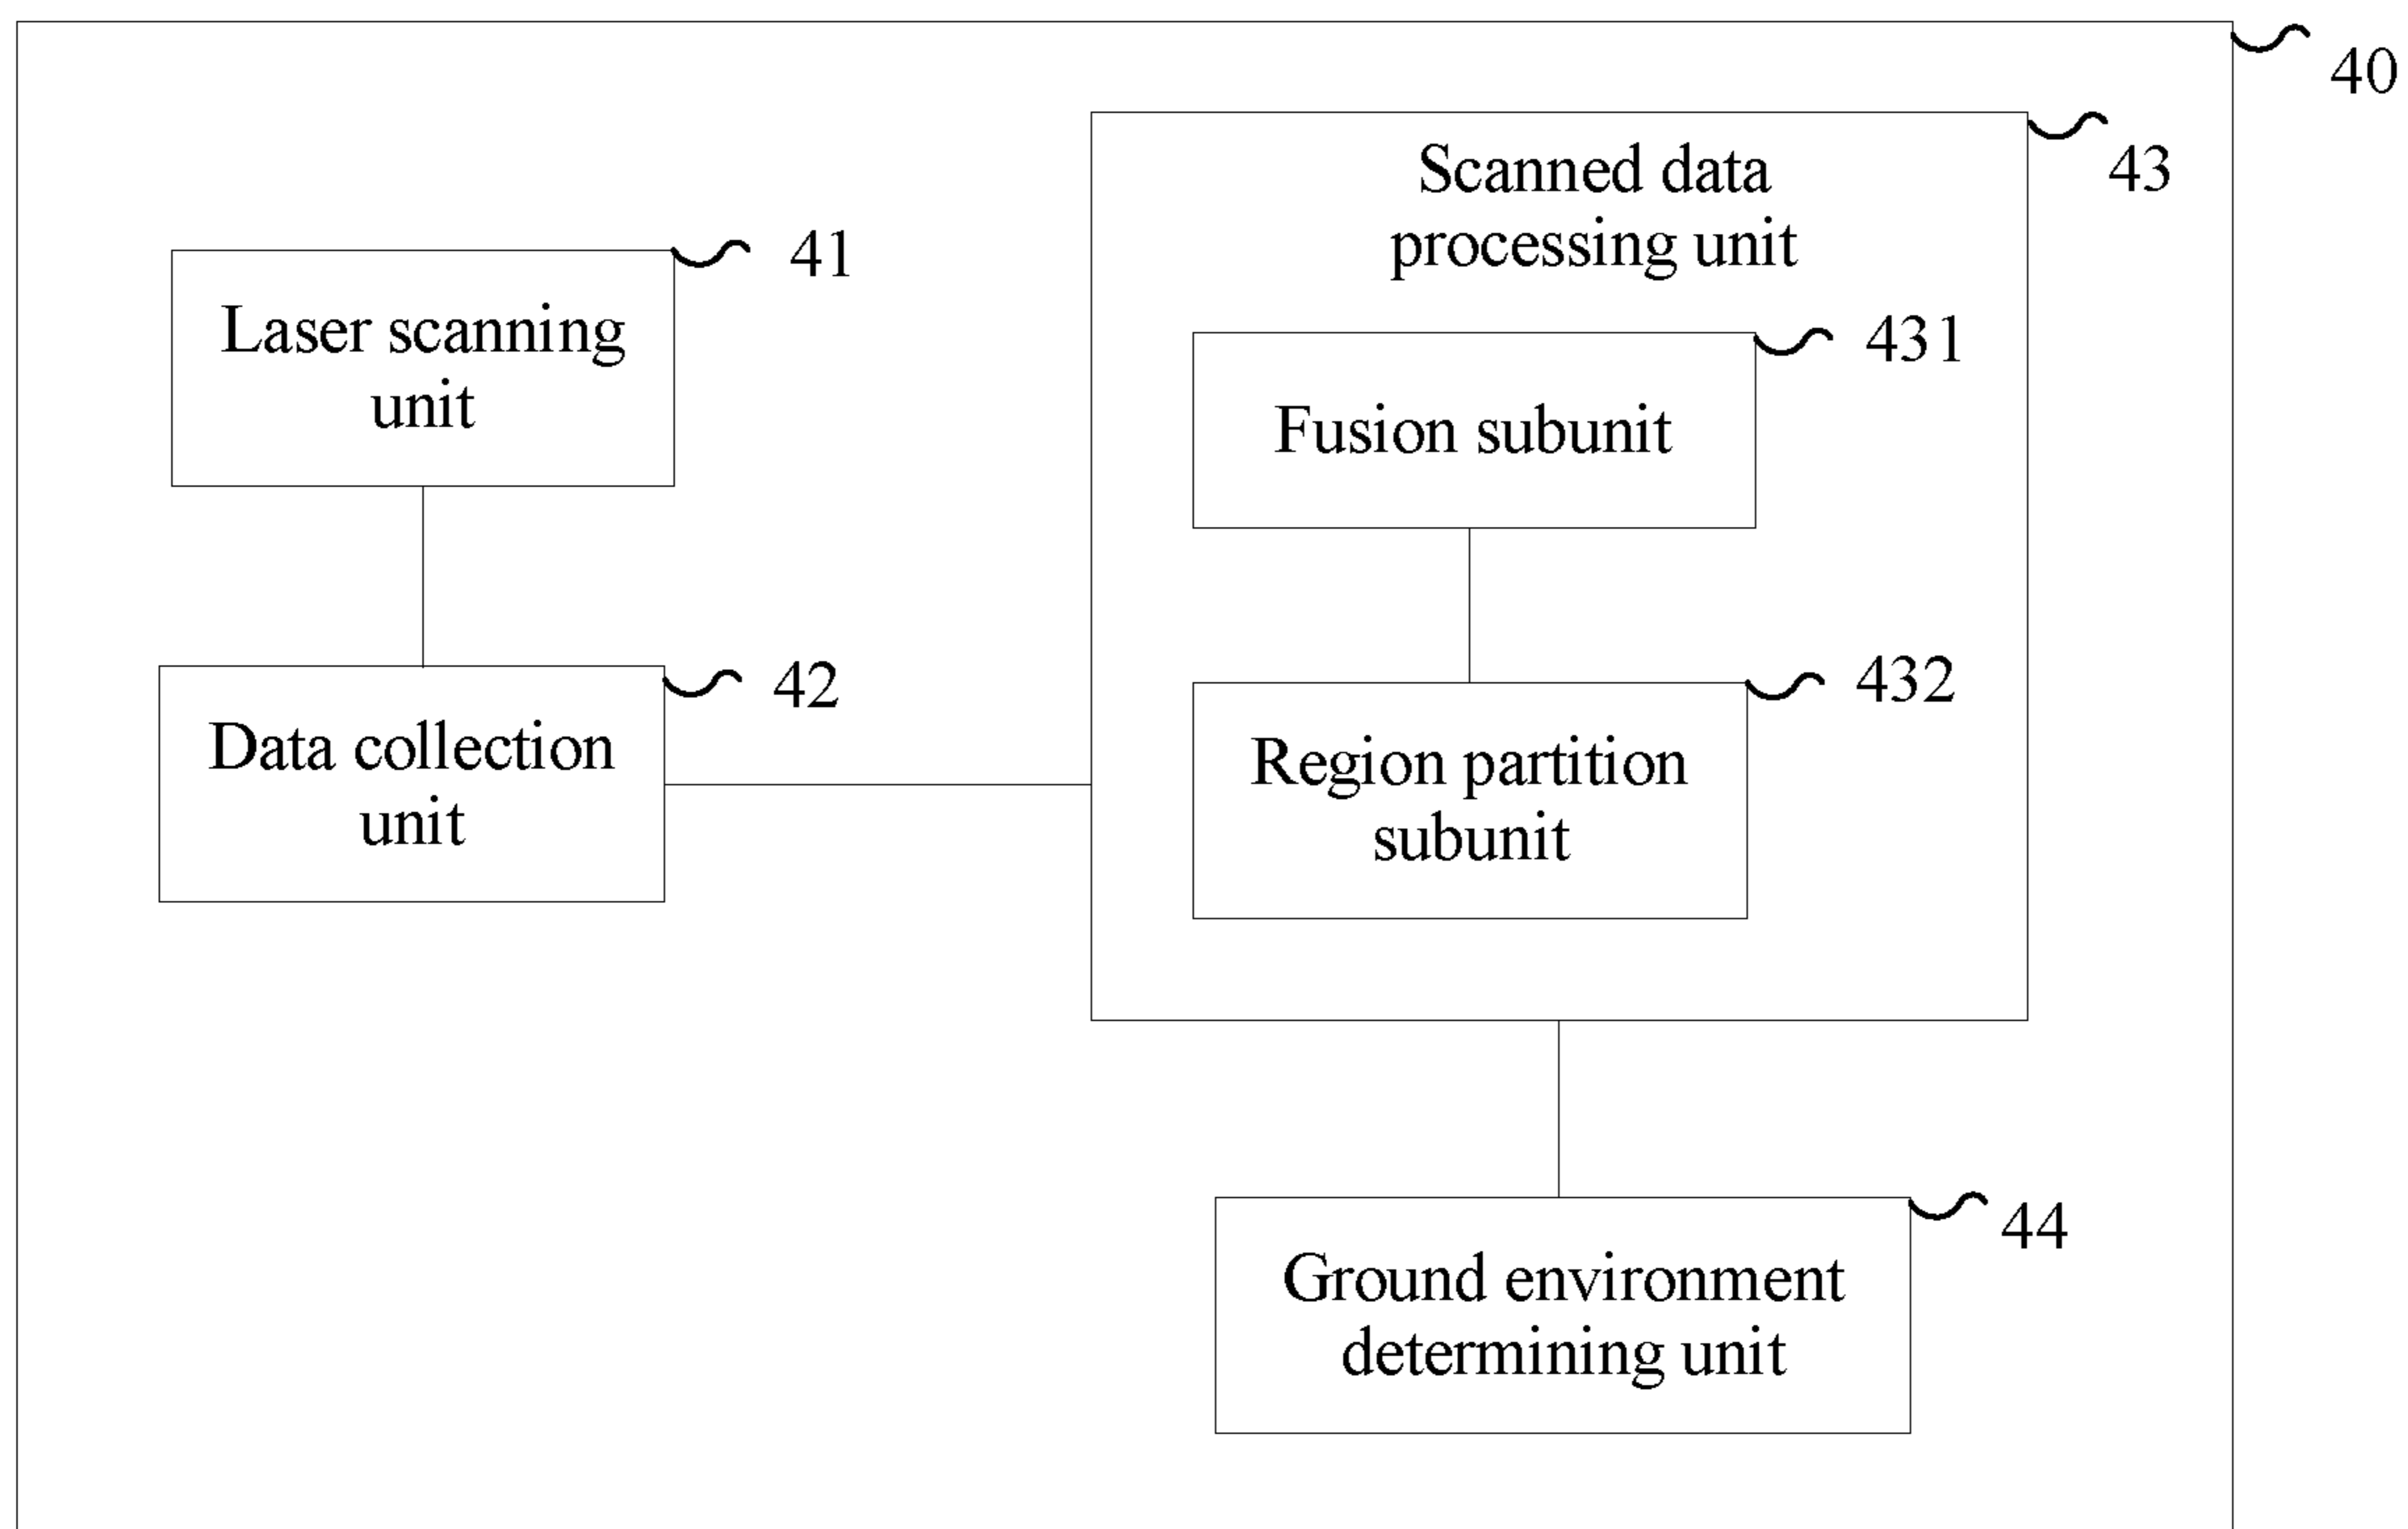 40
43
Scanned data
processing unit
41
Laser scanning
unit
431
Fusion subunit
42
Data collection
unit
432
Region partition
subunit
44
Ground environment
determining unit